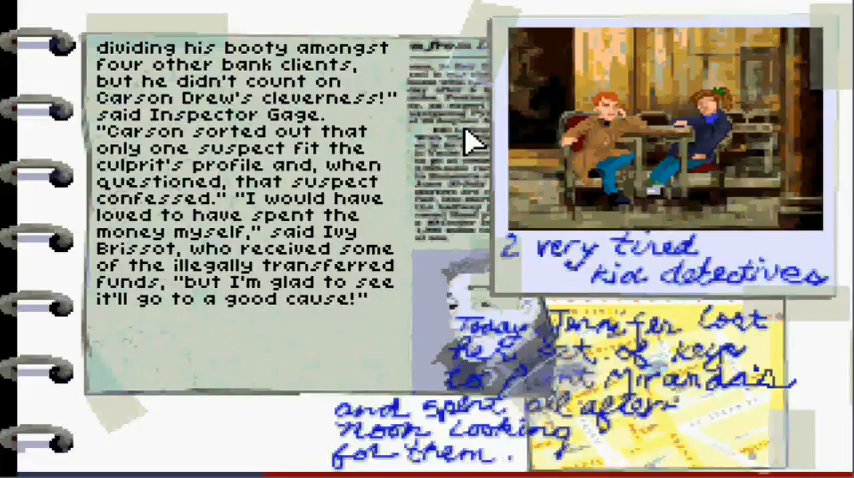 dividing his booty amongst
four other bank clients,
but he didn't count on
Carson Drew's cleverness!"
said Inspector Gage.
"Carson sorted out that
only one suspect fit the
culprit's profile and, when
questioned, that suspect
confessed." "I would have
loved to have spent the
money myself," said Ivy
Brissot, who received some
of the illegally transferred
funds, "but I'm glad to see
it'll go to a good cause!"
2 very tired
kid detectives
Today Jennifer lost
her set of keys
to Aunt Miranda's
and spent all after
noon looking
for them.